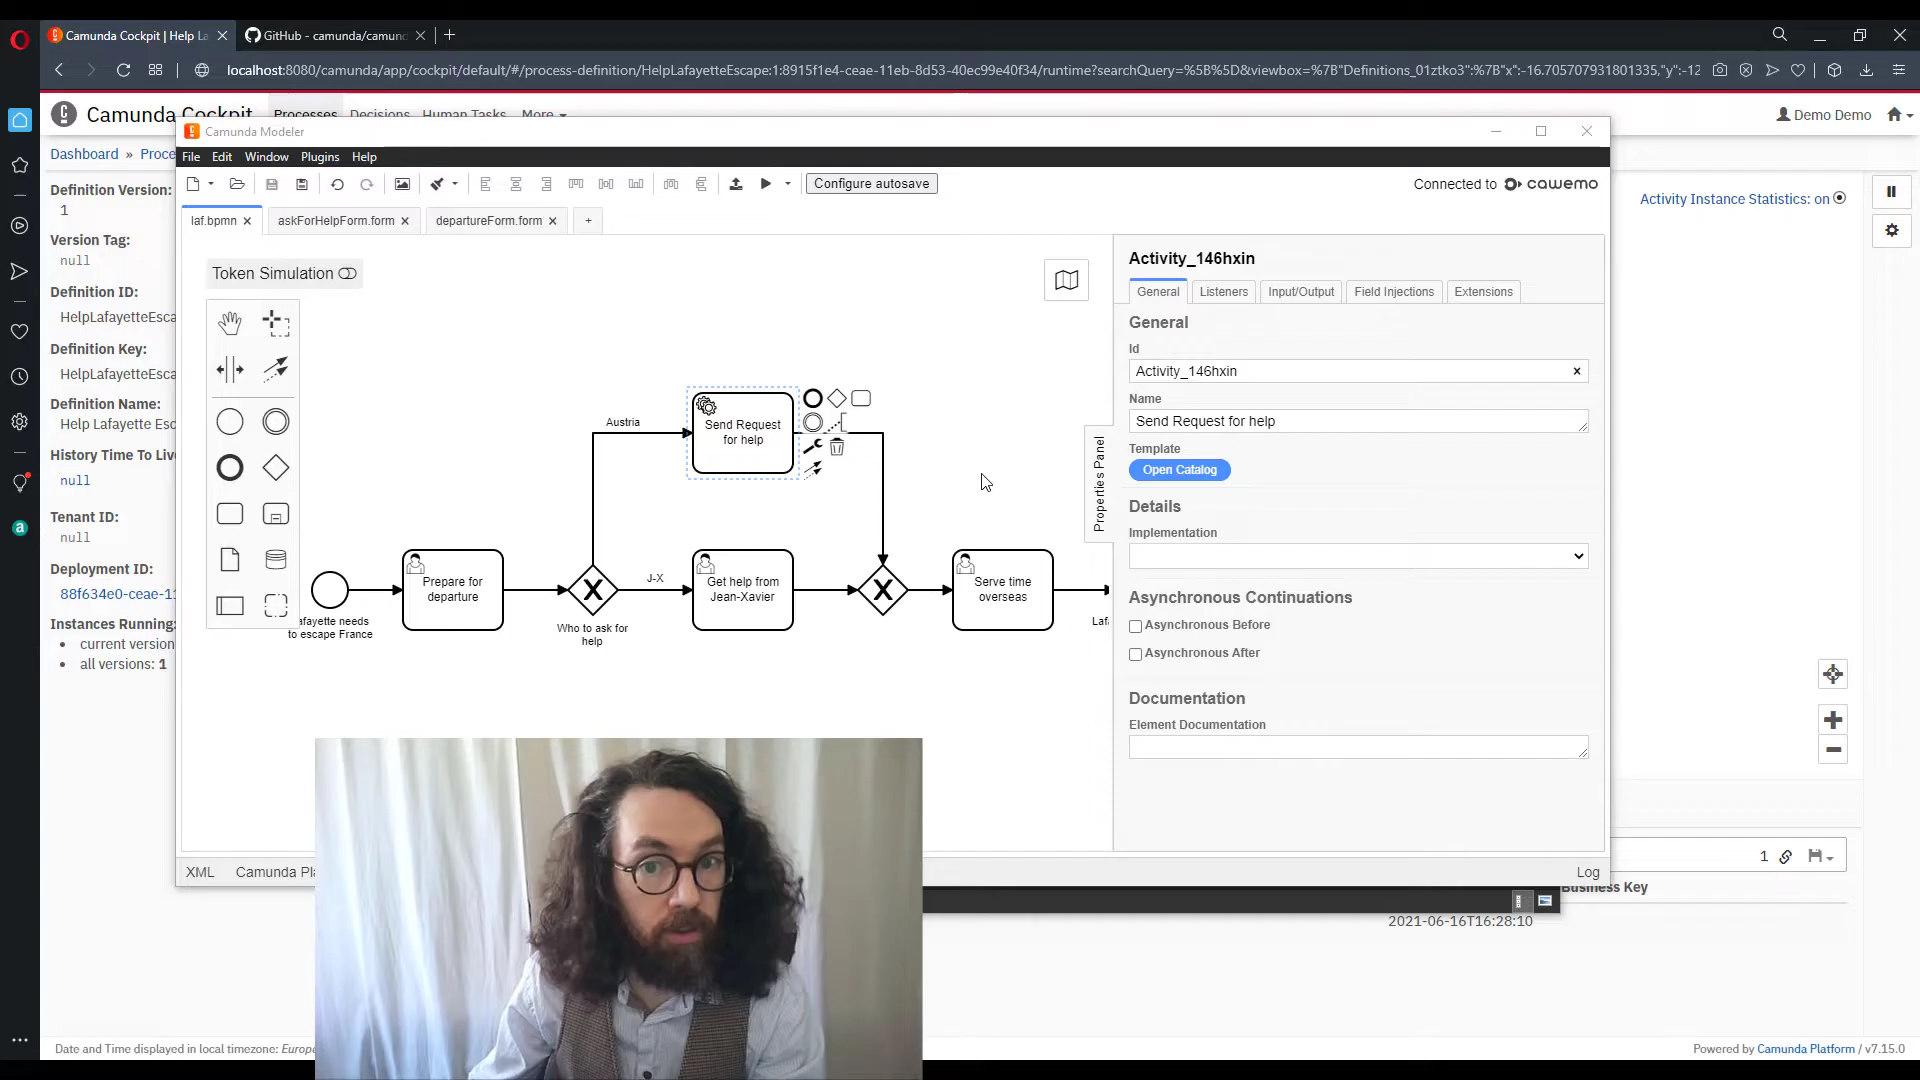 Camunda Cockpit | Help La
GitHub - camunda/camund
localhost:8080/camunda/app/cockpit/default/#/process-definition/HelpLafayetteEscape:1:8915f1e4-ceae-11eb-8d53-40ec99e40f34/runtime?searchQuery=%5B%5D&viewbox=%7B"Definitions_01ztko3":%7B"x":-16.705707931801335,"y":-12
Camunda Cockpit
Processes
Decisions
Human Tasks
More
Demo Demo
Camunda Modeler
Dashboard » Proce
File
Edit
Window
Plugins
Help
Definition Version:
1
Version Tag:
null
Definition ID:
HelpLafayetteEsca
Definition Key:
HelpLafayetteEsca
Definition Name:
Help Lafayette Esc
History Time To Liv
null
Tenant ID:
null
Deployment ID:
88f634e0-ceae-11
Instances Running:
current version
all versions: 1
Configure autosave
Connected to cawemo
Activity Instance Statistics: on
laf.bpmn
askForHelpForm.form
departureForm.form
+
Token Simulation
Austria
Send Request
for help
Prepare for
departure
J-X
Get help from
Jean-Xavier
Serve time
overseas
afayette needs
to escape France
Who to ask for
help
Laf
Properties Panel
Activity_146hxin
General
Listeners
Input/Output
Field Injections
Extensions
General
Id
Activity_146hxin
Name
Send Request for help
Template
Open Catalog
Details
Implementation
Asynchronous Continuations
Asynchronous Before
Asynchronous After
Documentation
Element Documentation
XML
Camunda Pla
Log
1
Business Key
2021-06-16T16:28:10
Date and Time displayed in local timezone: Europe
Powered by Camunda Platform / v7.15.0